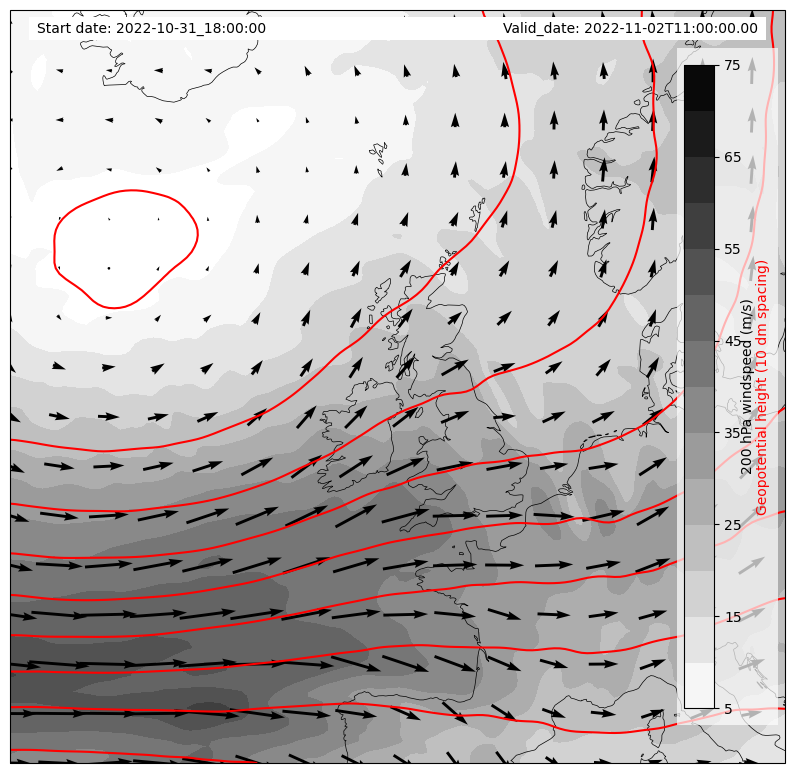 Start date: 2022-10-31_18:00:00 Valid_date: 2022-11-02T11:00:00.00
75
65
55
45
35
25
15
5
200 hPa windspeed (m/s)
Geopotential height (10 dm spacing)